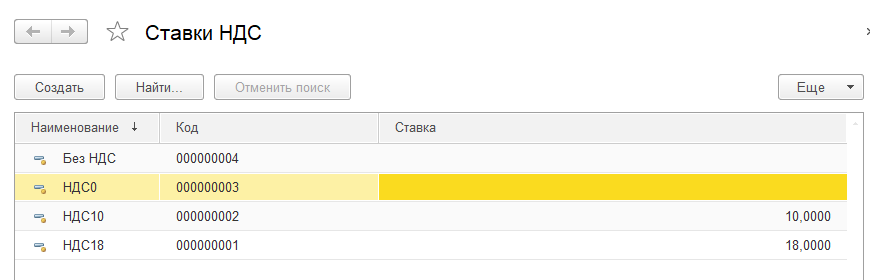 Ставки НДС
Создать Найти... Отменить поиск Еще
Наименование ↓ Код Ставка
Без НДС 000000004
НДС0 000000003
НДС10 000000002 10,0000
НДС18 000000001 18,0000